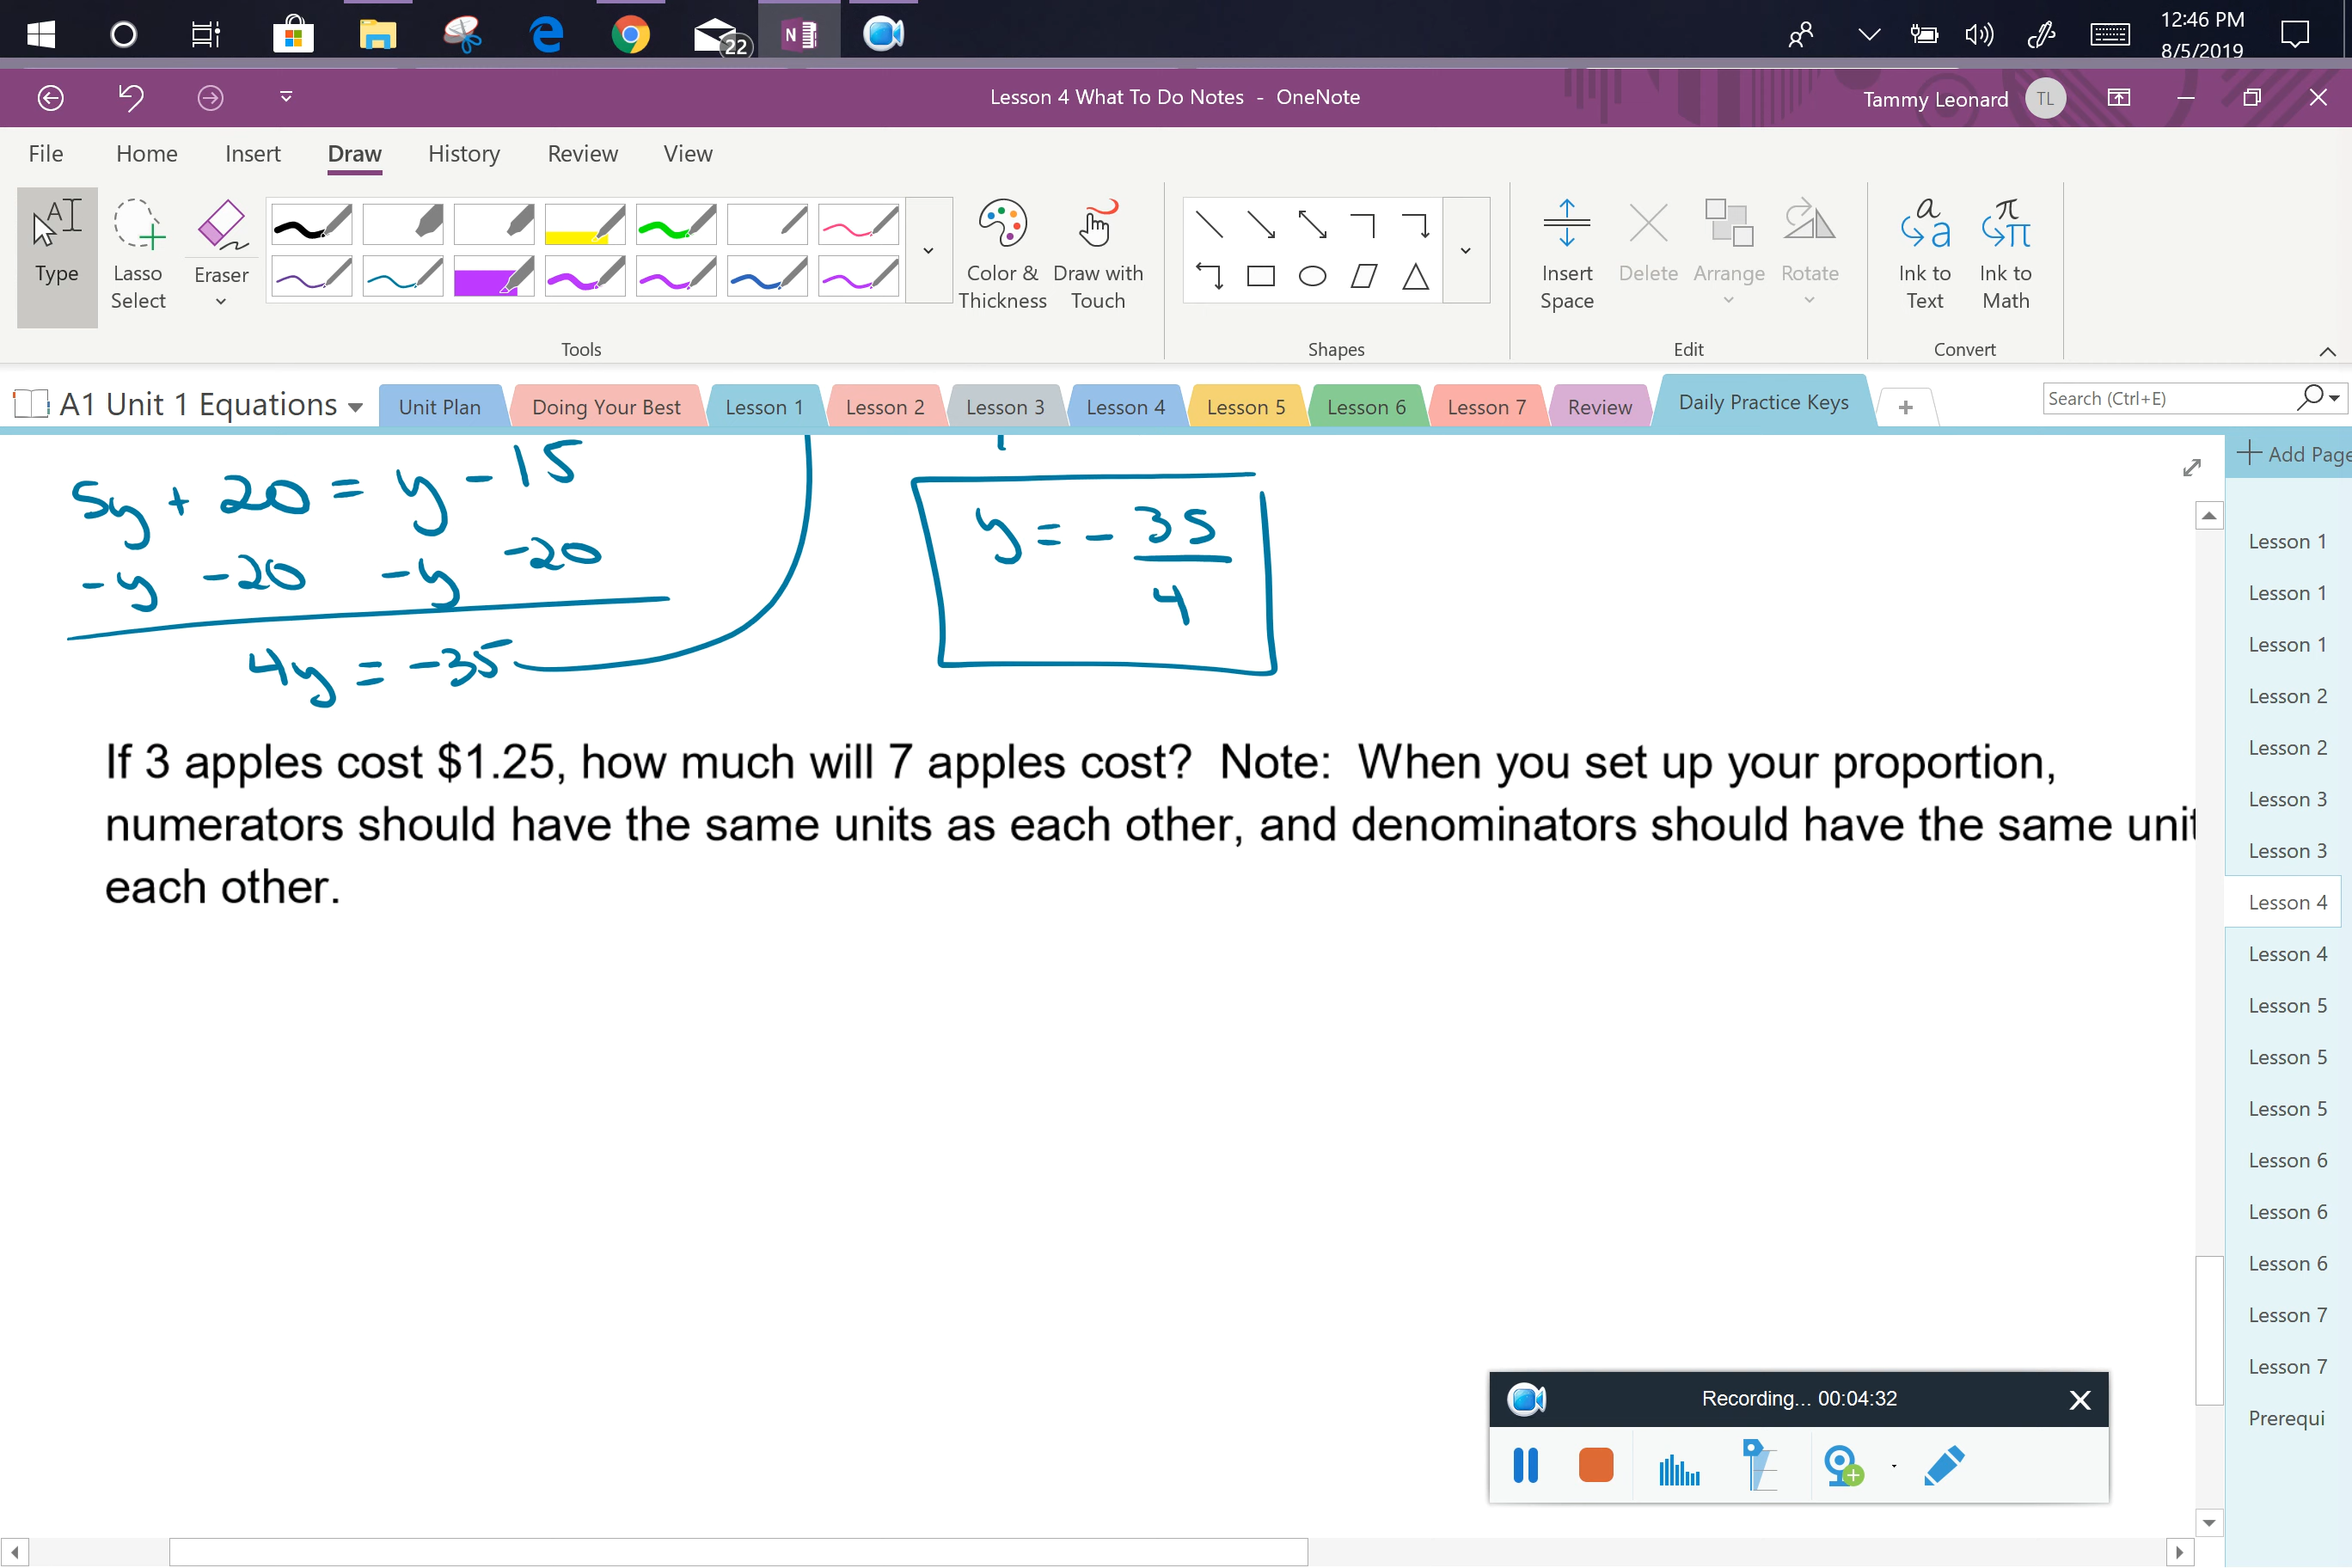 22
12:46 PM
8/5/2019
Lesson 4 What To Do Notes - OneNote
Tammy Leonard
TL
File Home Insert Draw History Review View
Type
Lasso Select
Eraser
Color & Thickness
Draw with Touch
Insert Space
Delete
Arrange
Rotate
Ink to Text
Ink to Math
Tools
Shapes
Edit
Convert
A1 Unit 1 Equations
Unit Plan
Doing Your Best
Lesson 1
Lesson 2
Lesson 3
Lesson 4
Lesson 5
Lesson 6
Lesson 7
Review
Daily Practice Keys
+
Search (Ctrl+E)
Add Page
5y + 20 = y - 15
-y -20 -y -20
4y = -35
y = - 35
4
If 3 apples cost $1.25, how much will 7 apples cost? Note: When you set up your proportion,
numerators should have the same units as each other, and denominators should have the same unit
each other.
Lesson 1
Lesson 1
Lesson 1
Lesson 2
Lesson 2
Lesson 3
Lesson 3
Lesson 4
Lesson 4
Lesson 5
Lesson 5
Lesson 5
Lesson 6
Lesson 6
Lesson 6
Lesson 7
Lesson 7
Prerequi
Recording... 00:04:32